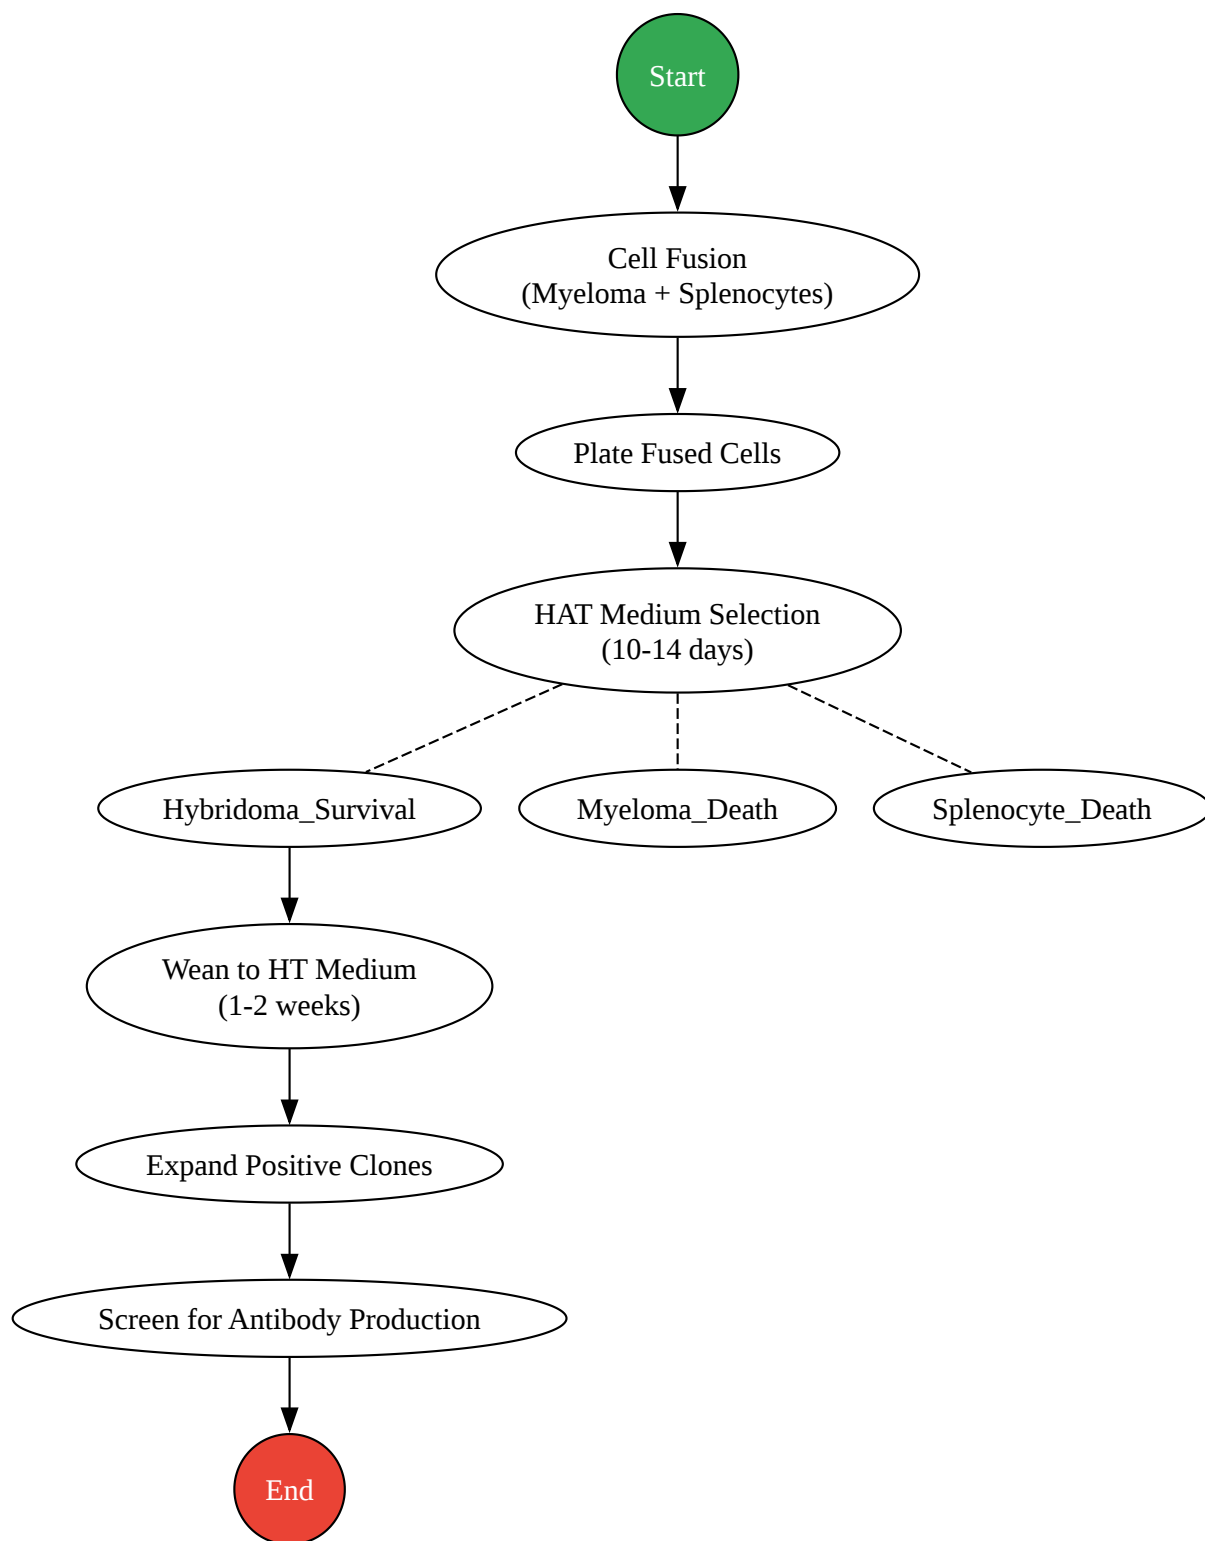 Start
Cell Fusion
(Myeloma + Splenocytes)
Plate Fused Cells
HAT Medium Selection
(10-14 days)
Hybridoma_Survival
Myeloma_Death
Splenocyte_Death
Wean to HT Medium
(1-2 weeks)
Expand Positive Clones
Screen for Antibody Production
End